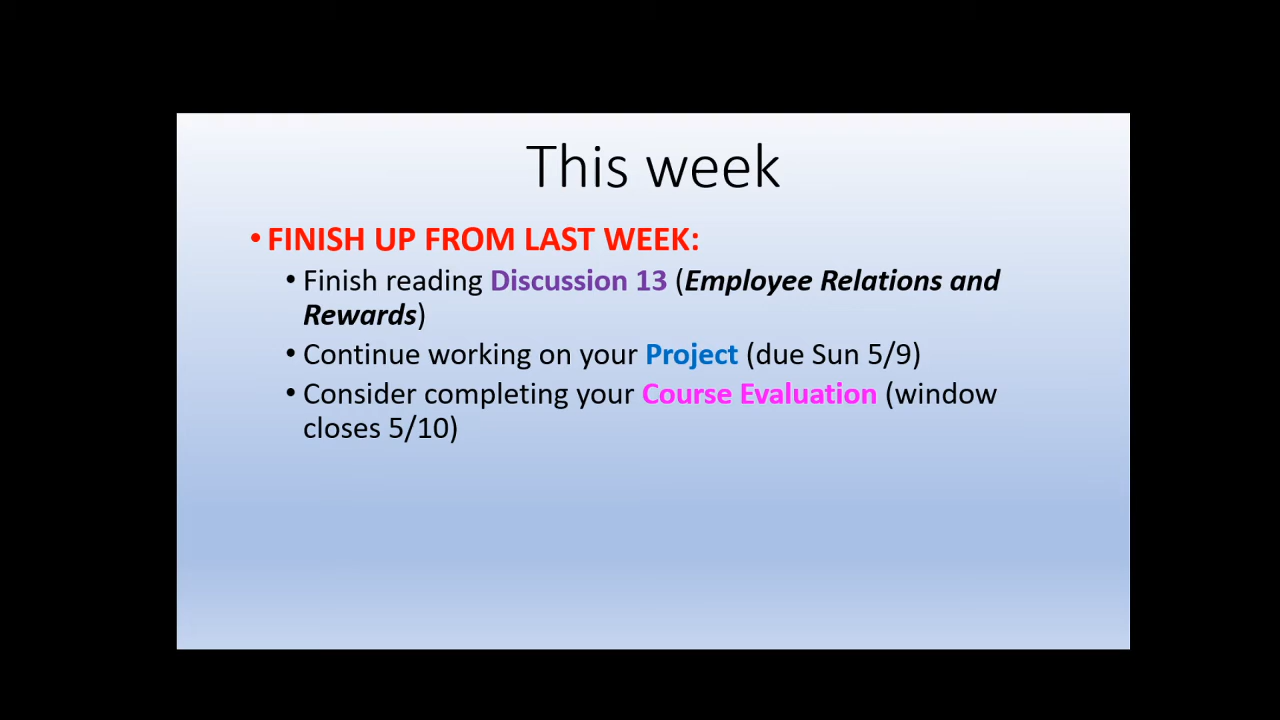 This week
• FINISH UP FROM LAST WEEK:
• Finish reading Discussion 13 (Employee Relations and
Rewards)
• Continue working on your Project (due Sun 5/9)
• Consider completing your Course Evaluation (window
closes 5/10)